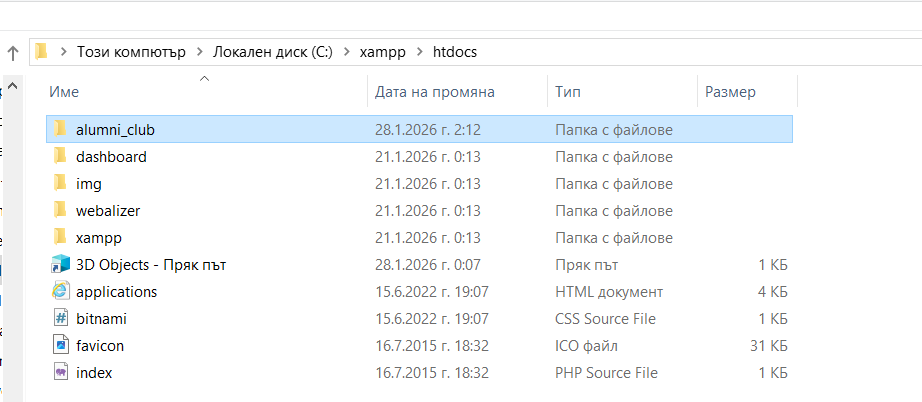 Този компютър > Локален диск (C:) > xampp > htdocs
Име Дата на промяна Тип Размер
alumni_club 28.1.2026 г. 2:12 Папка с файлове
dashboard 21.1.2026 г. 0:13 Папка с файлове
img 21.1.2026 г. 0:13 Папка с файлове
webalizer 21.1.2026 г. 0:13 Папка с файлове
xampp 21.1.2026 г. 0:13 Папка с файлове
3D Objects - Пряк път 28.1.2026 г. 0:07 Пряк път 1 КБ
applications 15.6.2022 г. 19:07 HTML документ 4 КБ
bitnami 15.6.2022 г. 19:07 CSS Source File 1 КБ
favicon 16.7.2015 г. 18:32 ICO файл 31 КБ
index 16.7.2015 г. 18:32 PHP Source File 1 КБ